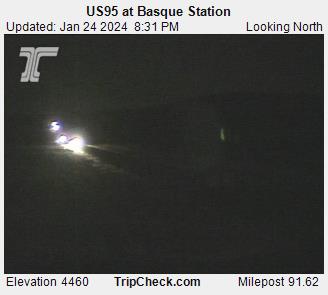 US95 at Basque Station
Updated: Jan 24 2024 8:31 PM Looking North
Elevation 4460 TripCheck.com Milepost 91.62